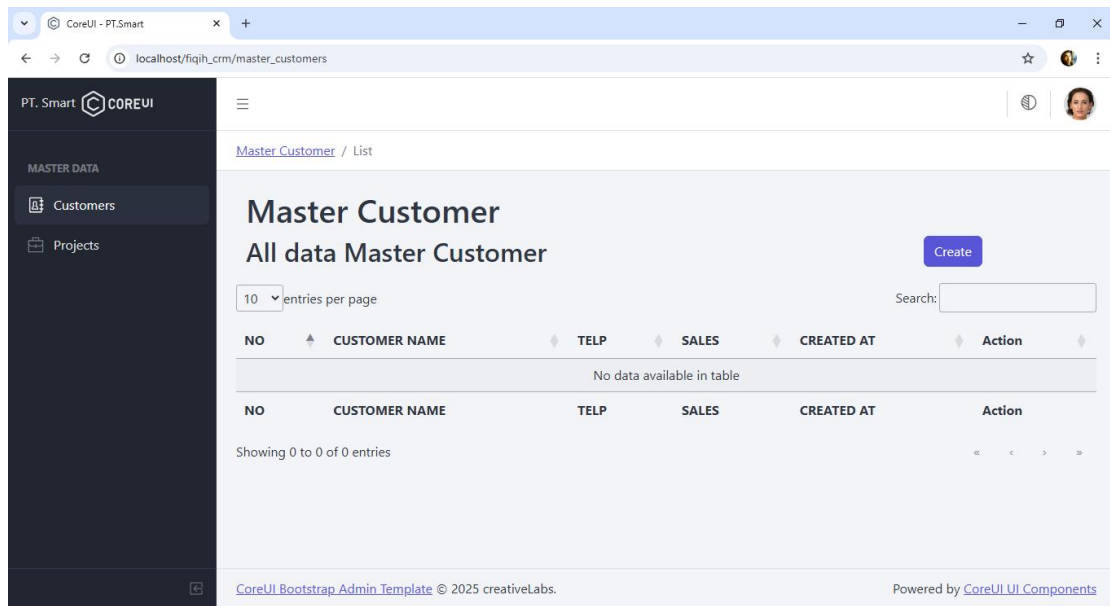 CoreUI - PT.Smart
localhost/fiqih_crm/master_customers
PT. Smart COREUI
Master Customer / List
MASTER DATA
Customers
Projects
Master Customer
All data Master Customer
Create
10 entries per page
Search:
NO CUSTOMER NAME TELP SALES CREATED AT Action
No data available in table
NO CUSTOMER NAME TELP SALES CREATED AT Action
Showing 0 to 0 of 0 entries
« ‹ › »
CoreUI Bootstrap Admin Template © 2025 creativeLabs.
Powered by CoreUI UI Components